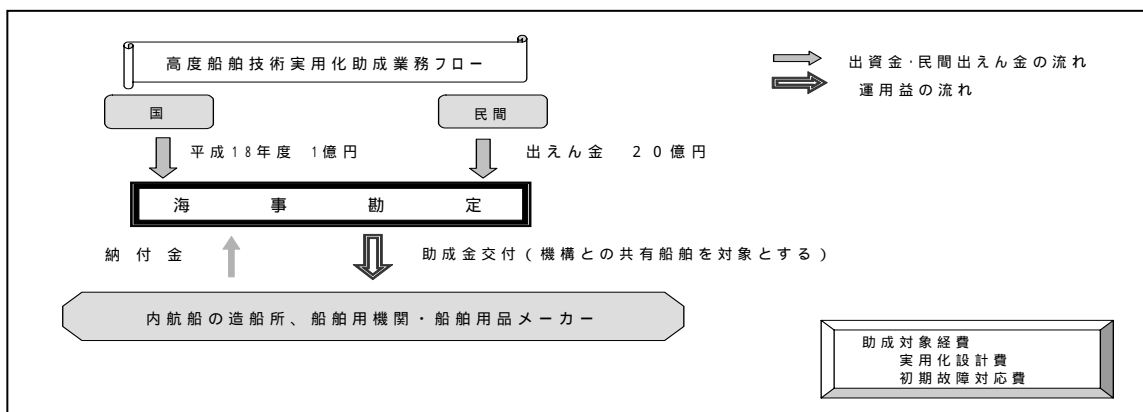 高度船舶技術実用化助成業務フロー
出資金・民間出えん金の流れ
運用益の流れ
国
民間
平成18年度 1億円
出えん金 20億円
海事勘定
納付金
助成金交付(機構との共有船舶を対象とする)
内航船の造船所、船舶用機関・船舶用品メーカー
助成対象経費
実用化設計費
初期故障対応費